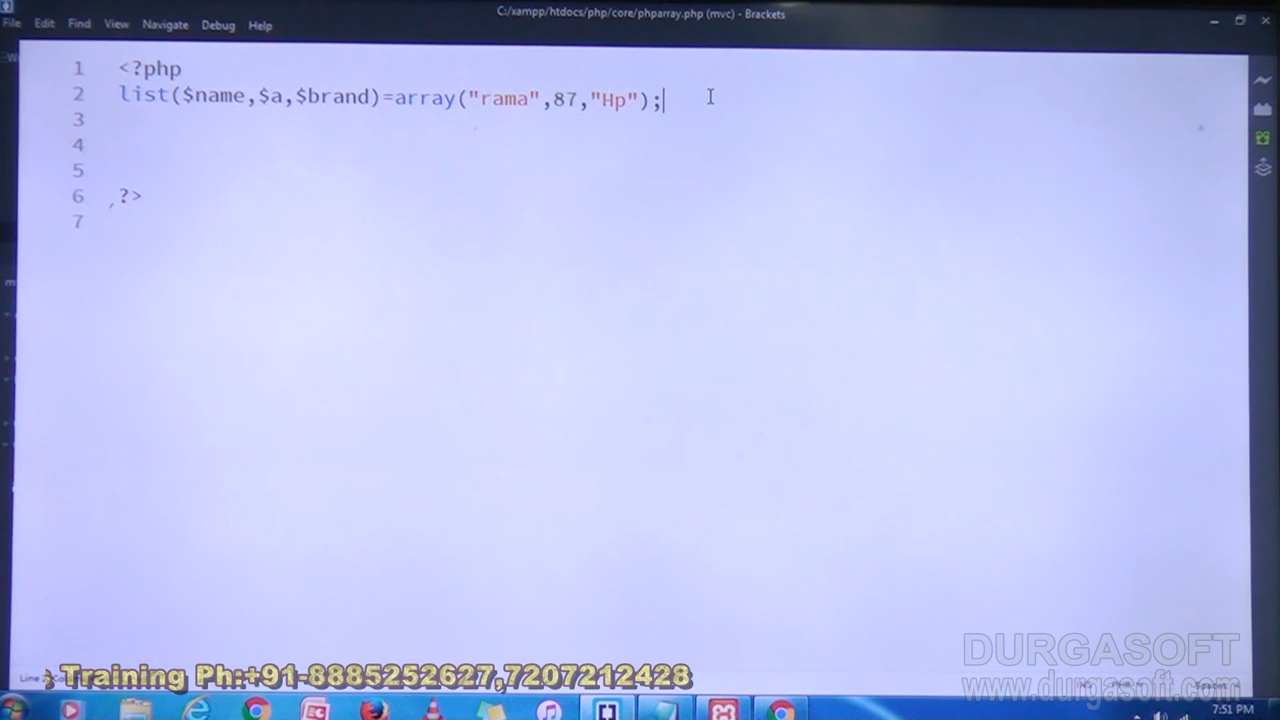 C:/xampp/htdocs/php/core/phparray.php (mvc) - Brackets
File Edit Find View Navigate Debug Help
1 <?php
2 list($name,$a,$brand)=array("rama",87,"Hp");
3
4
5
6 ?>
7
DURGASOFT
Training Ph:+91-8885252627,7207212428
www.durgasoft.com
7:51 PM